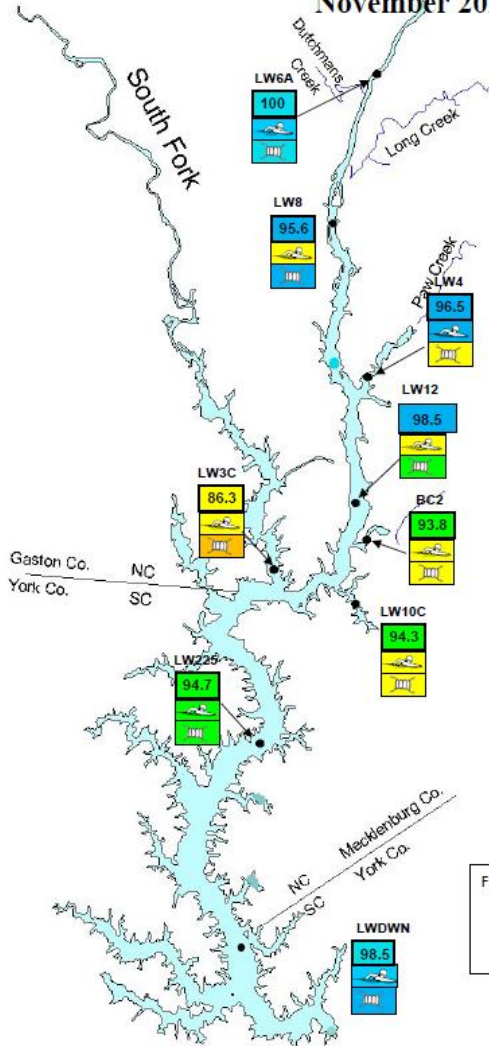 November 20
Dutchmans
Creek
South Fork
LW6A
100
Long Creek
LW8
95.6
Paw Creek
LW4
96.5
LW12
98.5
LW3C
86.3
BC2
93.8
Gaston Co. NC
York Co. SC
LW10C
94.3
LW225
94.7
Mecklenburg Co.
NC York Co.
SC
F
LWDWN
98.5